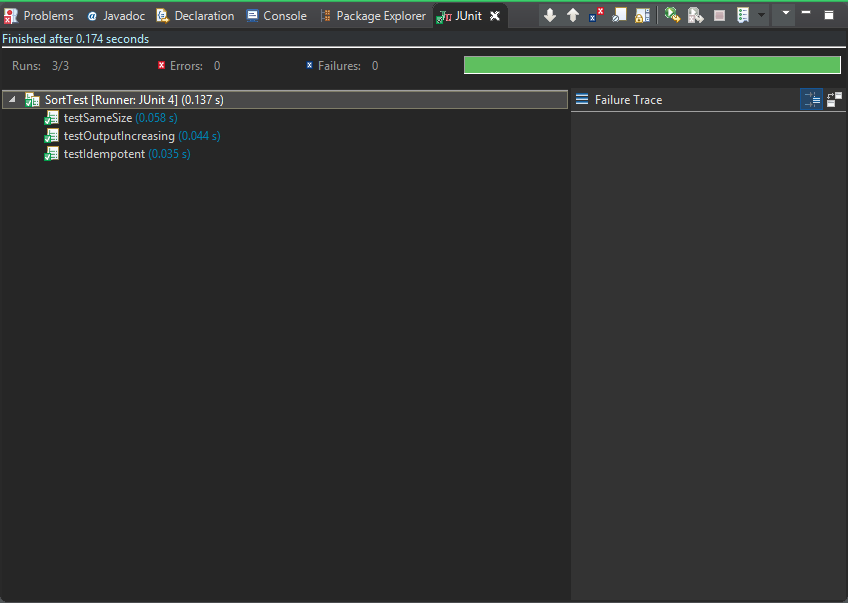 Problems Javadoc Declaration Console Package Explorer JUnit
Finished after 0.174 seconds
Runs: 3/3 Errors: 0 Failures: 0
SortTest [Runner: JUnit 4] (0.137 s)
Failure Trace
testSameSize (0.058 s)
testOutputIncreasing (0.044 s)
testIdempotent (0.035 s)